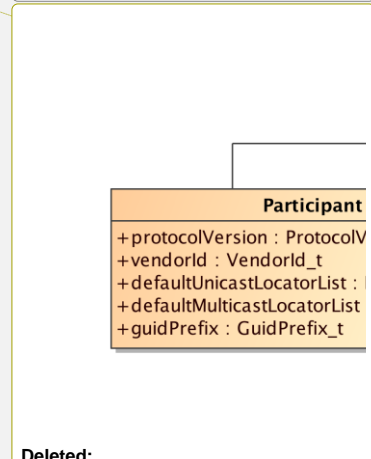 Participant
+protocolVersion : ProtocolV
+vendorId : VendorId_t
+defaultUnicastLocatorList :
+defaultMulticastLocatorList
+guidPrefix : GuidPrefix_t
Deleted: